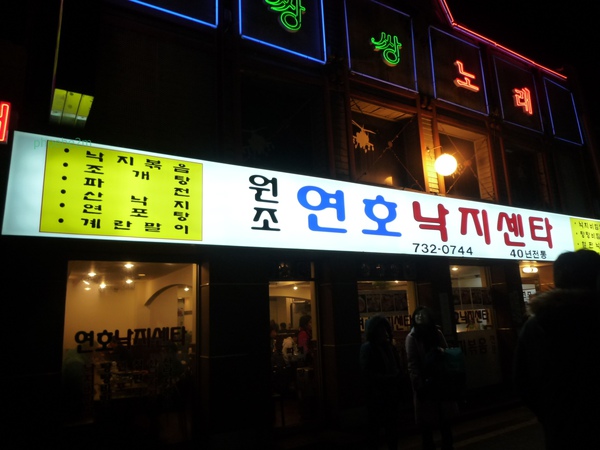 쌍
쌍
노
래
· 낙지볶음
· 조개탕
· 파전
· 산낙지
· 연포탕
· 계란말이
원조
연호낙지센타
732-0744
40년전통
연호낙지센타